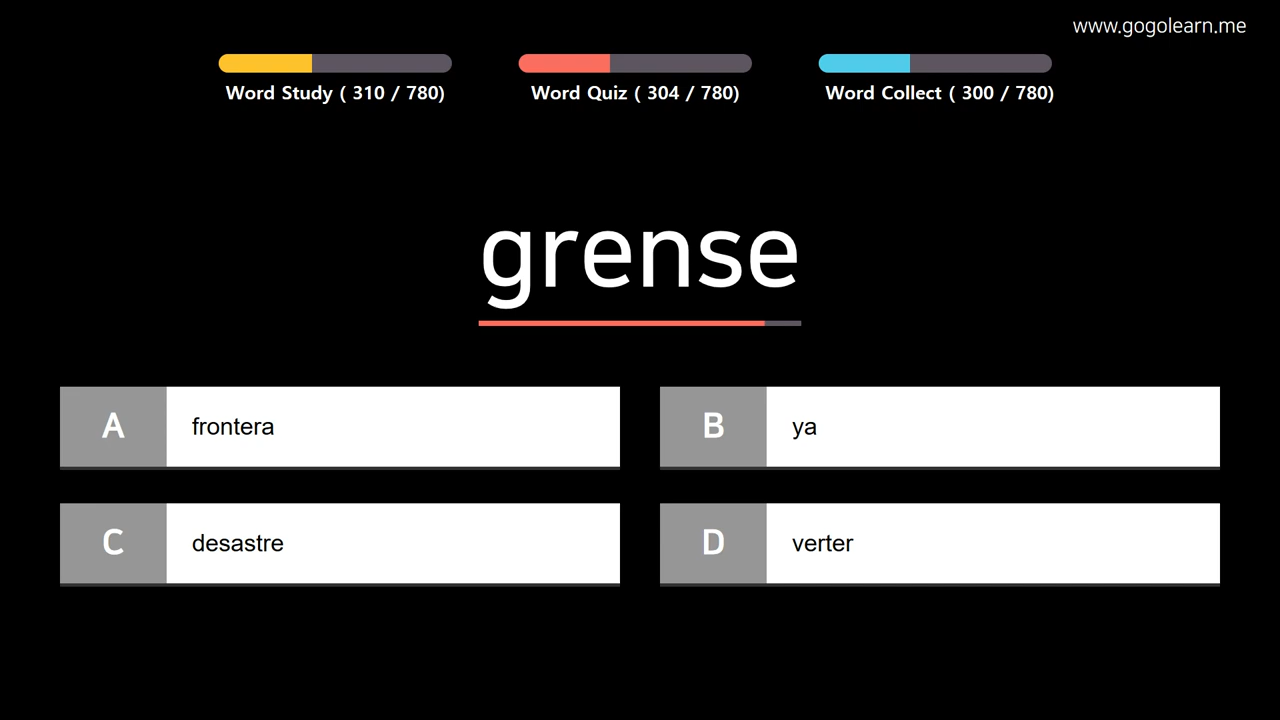 www.gogolearn.me
Word Study ( 310 / 780)
Word Quiz ( 304 / 780)
Word Collect ( 300 / 780)
grense
A frontera
B ya
C desastre
D verter